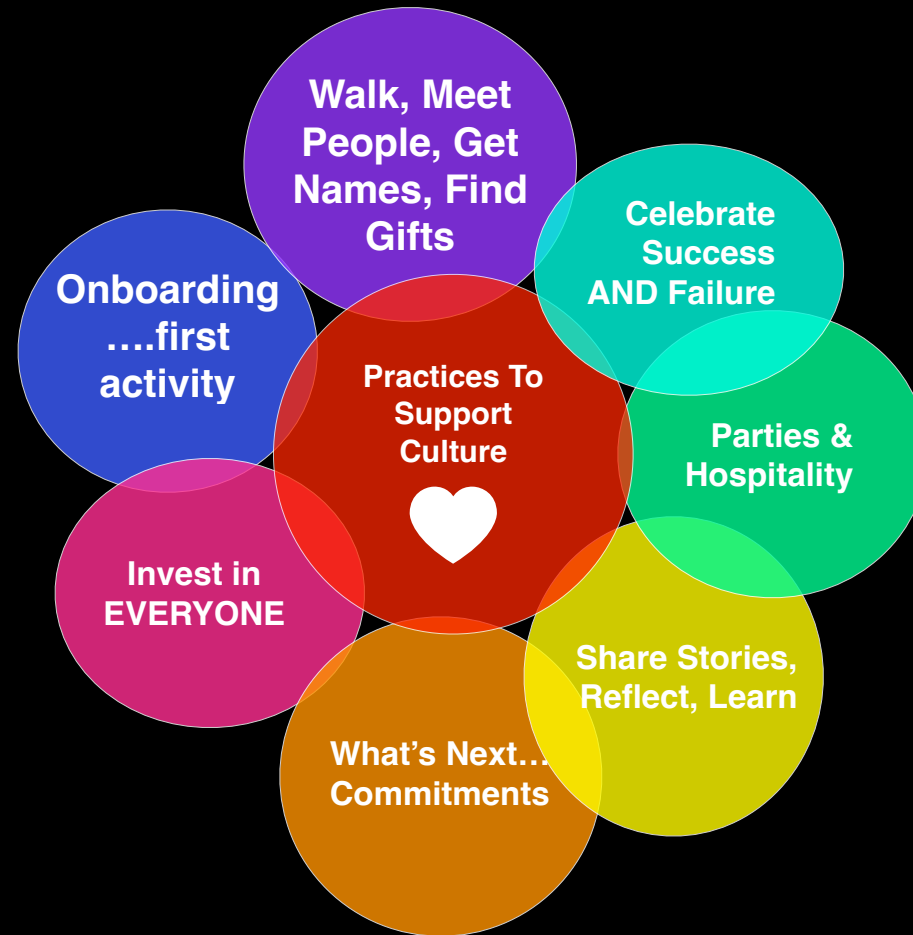 Walk, Meet
People, Get
Names, Find
Gifts
Celebrate
Success
AND Failure
Onboarding
….first
activity
Practices To
Support
Culture
Parties &
Hospitality
Invest in
EVERYONE
Share Stories,
Reflect, Learn
What’s Next…
Commitments